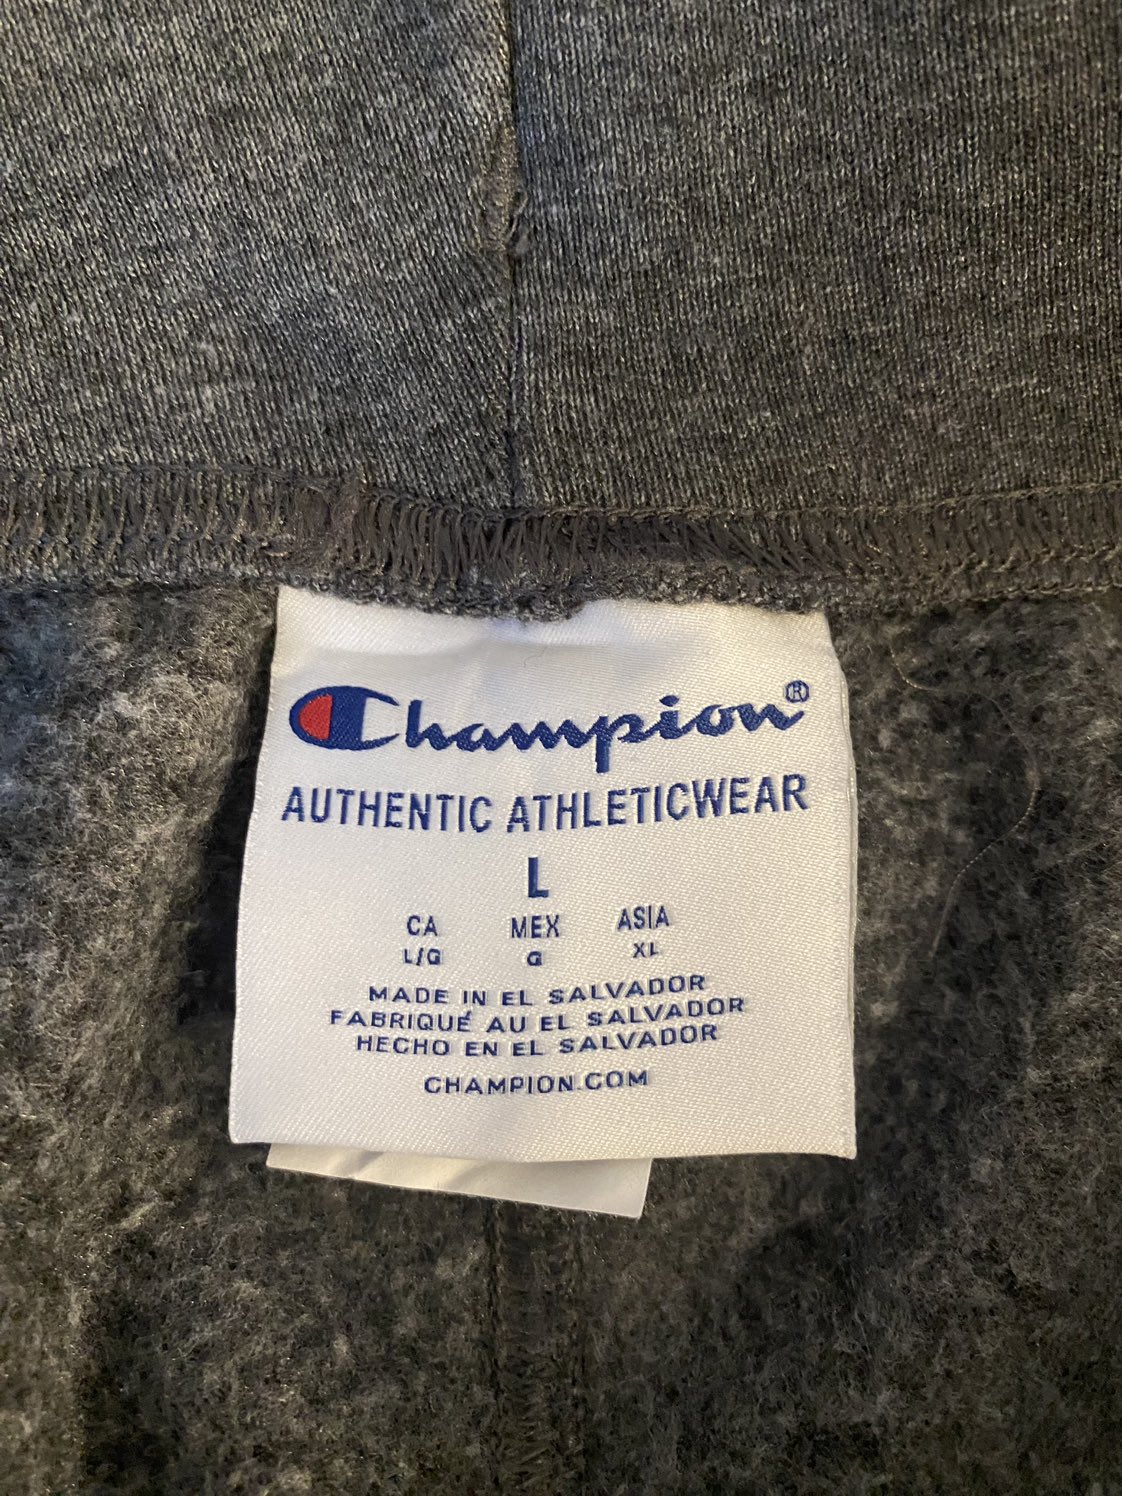 Champion®
AUTHENTIC ATHLETICWEAR
L
CA MEX ASIA
L/G G XL
MADE IN EL SALVADOR
FABRIQUÉ AU EL SALVADOR
HECHO EN EL SALVADOR
CHAMPION.COM